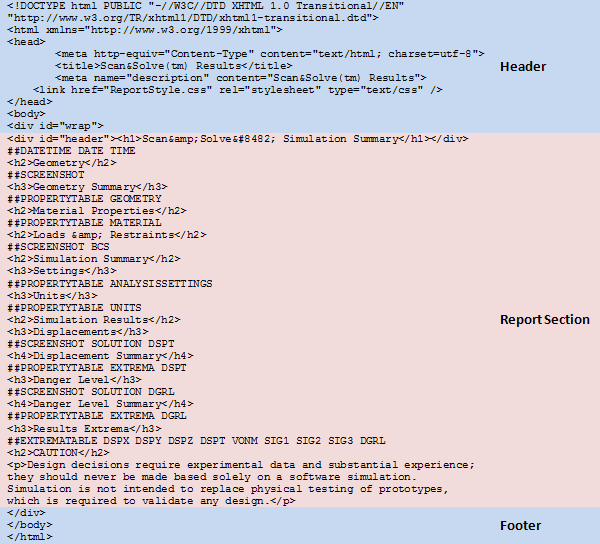 <!DOCTYPE html PUBLIC "-//W3C//DTD XHTML 1.0 Transitional//EN"
"http://www.w3.org/TR/xhtml1/DTD/xhtml1-transitional.dtd">
<html xmlns="http://www.w3.org/1999/xhtml">
<head>
<meta http-equiv="Content-Type" content="text/html; charset=utf-8">
<title>Scan&Solve(tm) Results</title>
Header
<meta name="description" content="Scan&Solve(tm) Results">
<link href="ReportStyle.css" rel="stylesheet" type="text/css" />
</head>
<body>
<div id="wrap">
<div id="header"><h1>Scan&amp;Solve&#8482; Simulation Summary</h1></div>
##DATETIME DATE TIME
<h2>Geometry</h2>
##SCREENSHOT
<h3>Geometry Summary</h3>
##PROPERTYTABLE GEOMETRY
<h2>Material Properties</h2>
##PROPERTYTABLE MATERIAL
<h2>Loads &amp; Restraints</h2>
##SCREENSHOT BCS
<h2>Simulation Summary</h2>
<h3>Settings</h3>
##PROPERTYTABLE ANALYSISSETTINGS
<h3>Units</h3>
##PROPERTYTABLE UNITS
<h2>Simulation Results</h2>
Report Section
<h3>Displacements</h3>
##SCREENSHOT SOLUTION DSPT
<h4>Displacement Summary</h4>
##PROPERTYTABLE EXTREMA DSPT
<h3>Danger Level</h3>
##SCREENSHOT SOLUTION DGRL
<h4>Danger Level Summary</h4>
##PROPERTYTABLE EXTREMA DGRL
<h3>Results Extrema</h3>
##EXTREMATABLE DSPX DSPY DSPZ DSPT VONM SIG1 SIG2 SIG3 DGRL
<h2>CAUTION</h2>
<p>Design decisions require experimental data and substantial experience;
they should never be made based solely on a software simulation.
Simulation is not intended to replace physical testing of prototypes,
which is required to validate any design.</p>
</div>
</body>
Footer
</html>